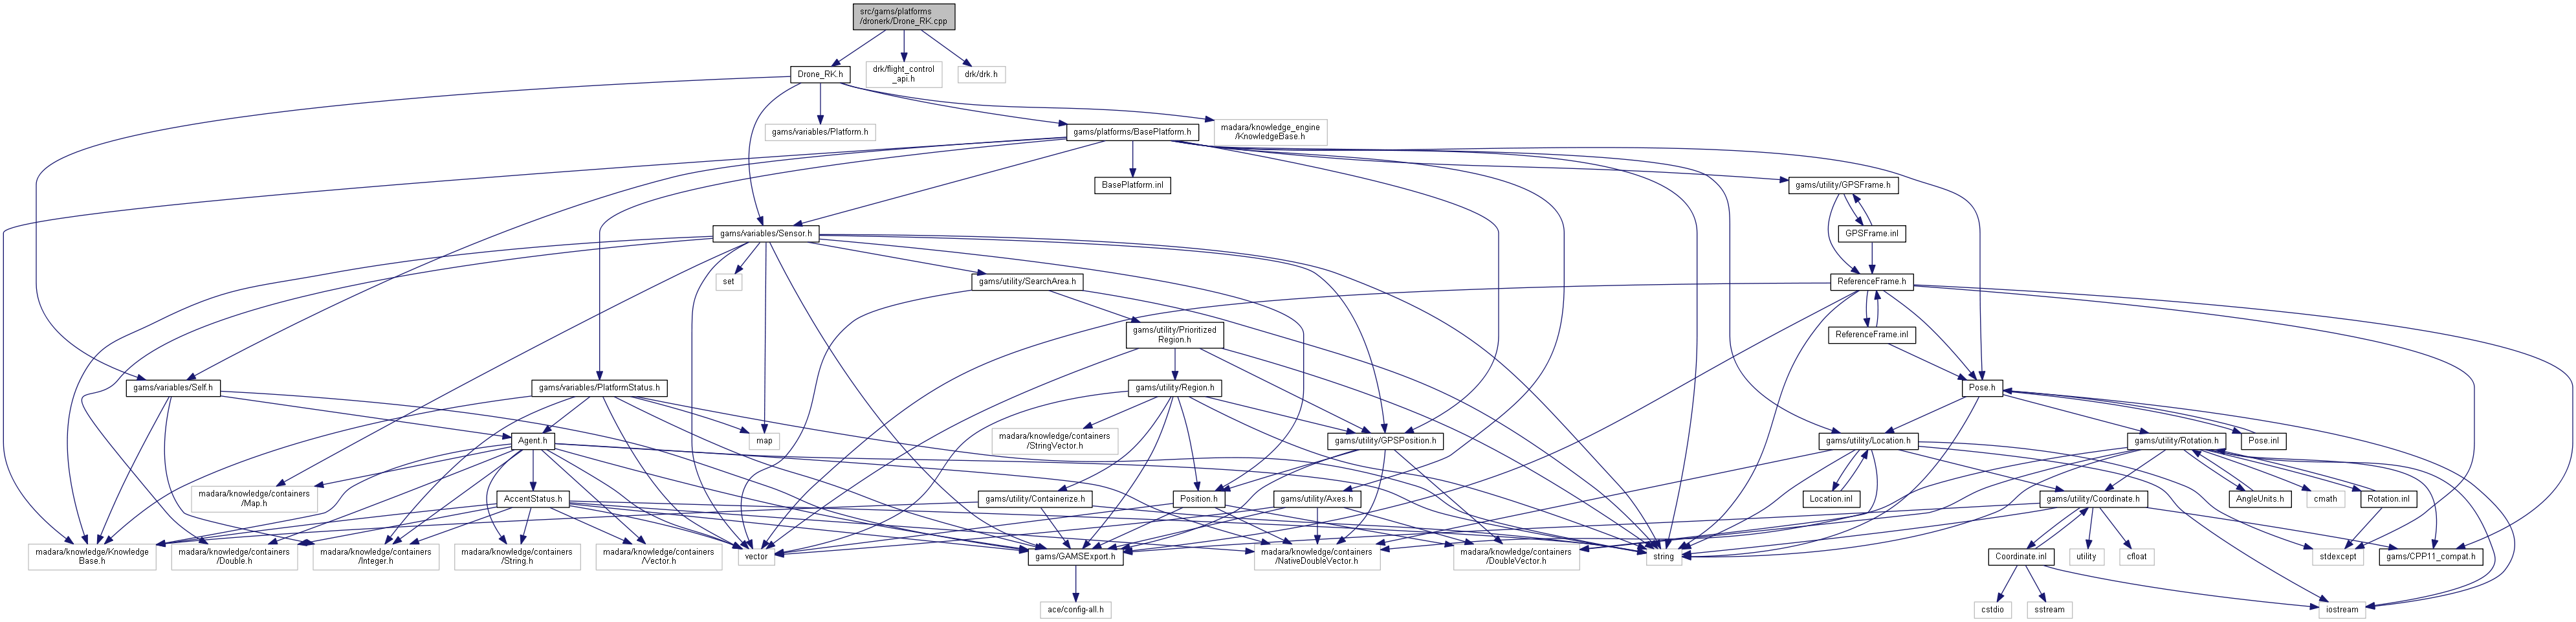 src/gams/platforms
/dronerk/Drone_RK.cpp
Drone_RK.h
drk/flight_control
_api.h
drk/drk.h
gams/variables/Platform.h
gams/platforms/BasePlatform.h
madara/knowledge_engine
/KnowledgeBase.h
BasePlatform.inl
gams/utility/GPSFrame.h
gams/variables/Sensor.h
GPSFrame.inl
set
gams/utility/SearchArea.h
ReferenceFrame.h
gams/utility/Prioritized
Region.h
ReferenceFrame.inl
gams/variables/Self.h
gams/variables/PlatformStatus.h
gams/utility/Region.h
Pose.h
Agent.h
map
madara/knowledge/containers
/StringVector.h
gams/utility/GPSPosition.h
gams/utility/Location.h
gams/utility/Rotation.h
Pose.inl
madara/knowledge/containers
/Map.h
AccentStatus.h
gams/utility/Containerize.h
Position.h
gams/utility/Axes.h
Location.inl
gams/utility/Coordinate.h
AngleUnits.h
cmath
Rotation.inl
madara/knowledge/Knowledge
Base.h
madara/knowledge/containers
/Double.h
madara/knowledge/containers
/Integer.h
madara/knowledge/containers
/String.h
madara/knowledge/containers
/Vector.h
vector
gams/GAMSExport.h
madara/knowledge/containers
/NativeDoubleVector.h
madara/knowledge/containers
/DoubleVector.h
string
Coordinate.inl
utility
cfloat
stdexcept
gams/CPP11_compat.h
ace/config-all.h
cstdio
sstream
iostream